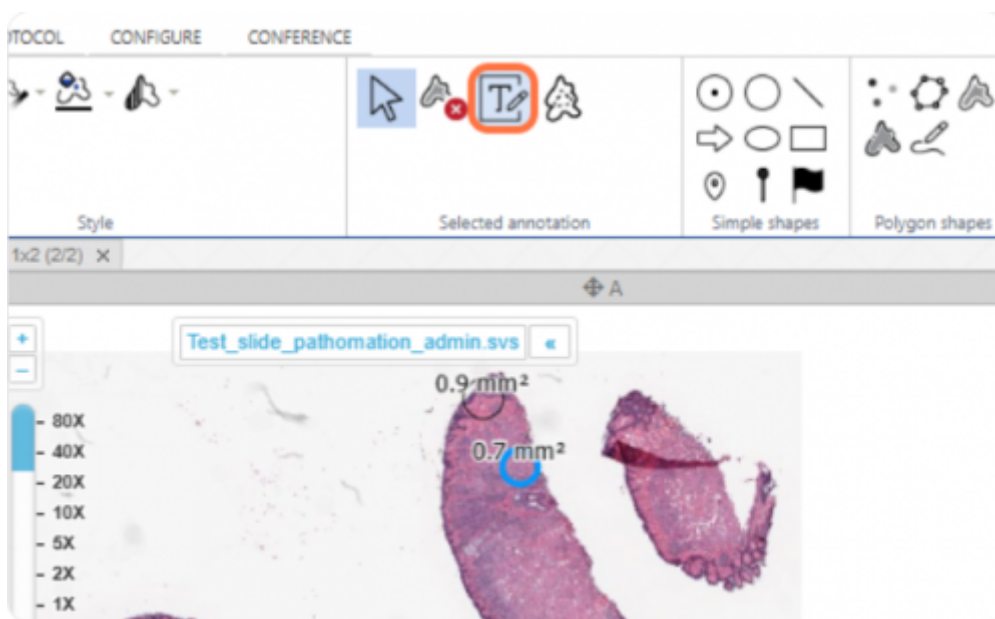 TOCOL CONFIGURE CONFERENCE
Style Selected annotation Simple shapes Polygon shapes
1x2 (2/2) ×
A
+
Test_slide_pathomation_admin.svs «
−
0.9 mm²
- 80X
- 40X
0.7 mm²
- 20X
- 10X
- 5X
- 2X
- 1X